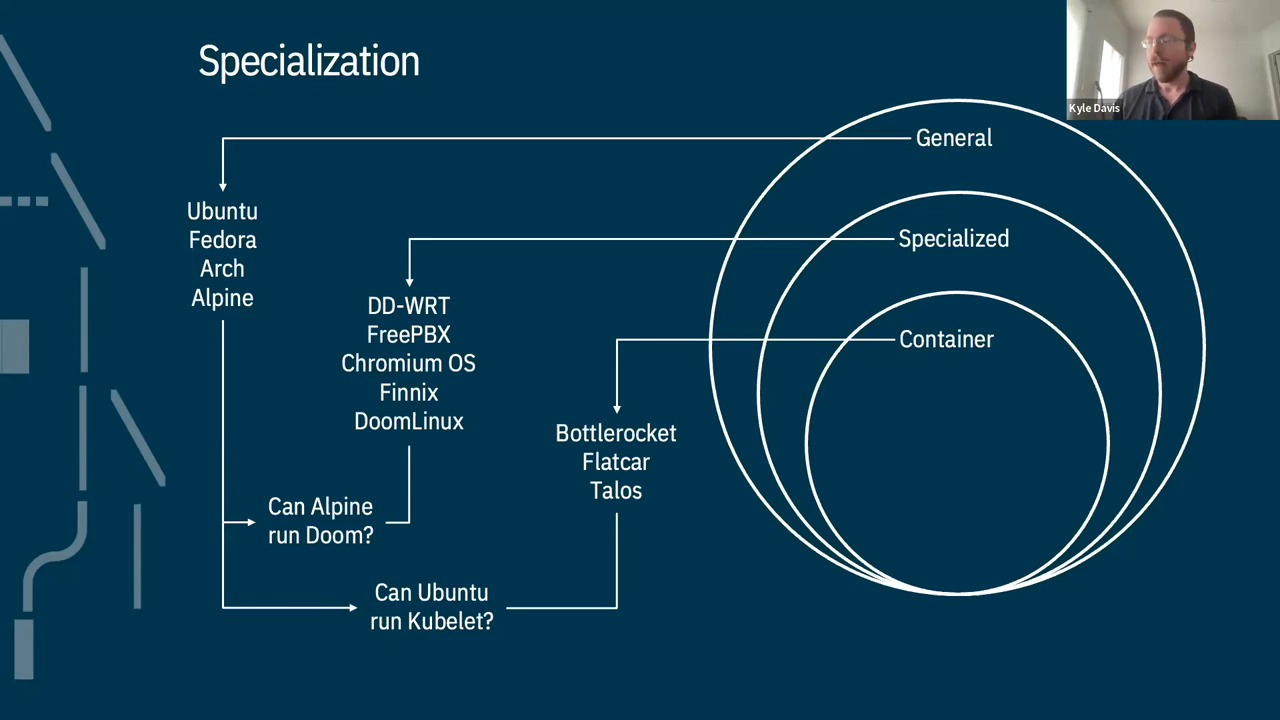 Specialization
Kyle Davis
General
Ubuntu
Fedora
Arch
Alpine
Specialized
DD-WRT
FreePBX
Chromium OS
Finnix
DoomLinux
Container
Bottlerocket
Flatcar
Talos
Can Alpine
run Doom?
Can Ubuntu
run Kubelet?